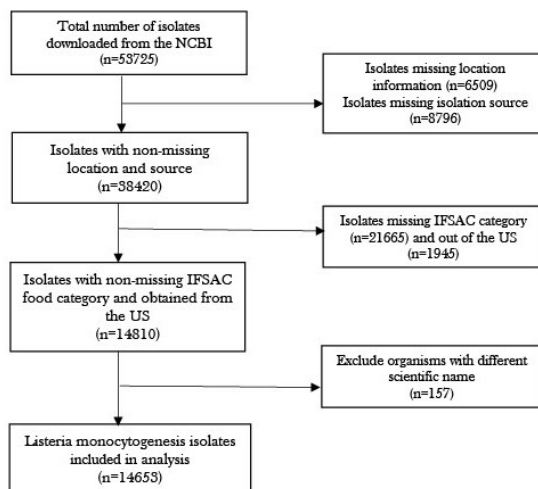 Total number of isolates
downloaded from the NCBI
(n=53725)
Isolates missing location
information (n=6509)
Isolates missing isolation source
(n=8796)
Isolates with non-missing
location and source
(n=38420)
Isolates missing IFSAC category
(n=21665) and out of the US
(n=1945)
Isolates with non-missing IFSAC
food category and obtained from
the US
(n=14810)
Exclude organisms with different
scientific name
(n=157)
Listeria monocytogenesis isolates
included in analysis
(n=14653)